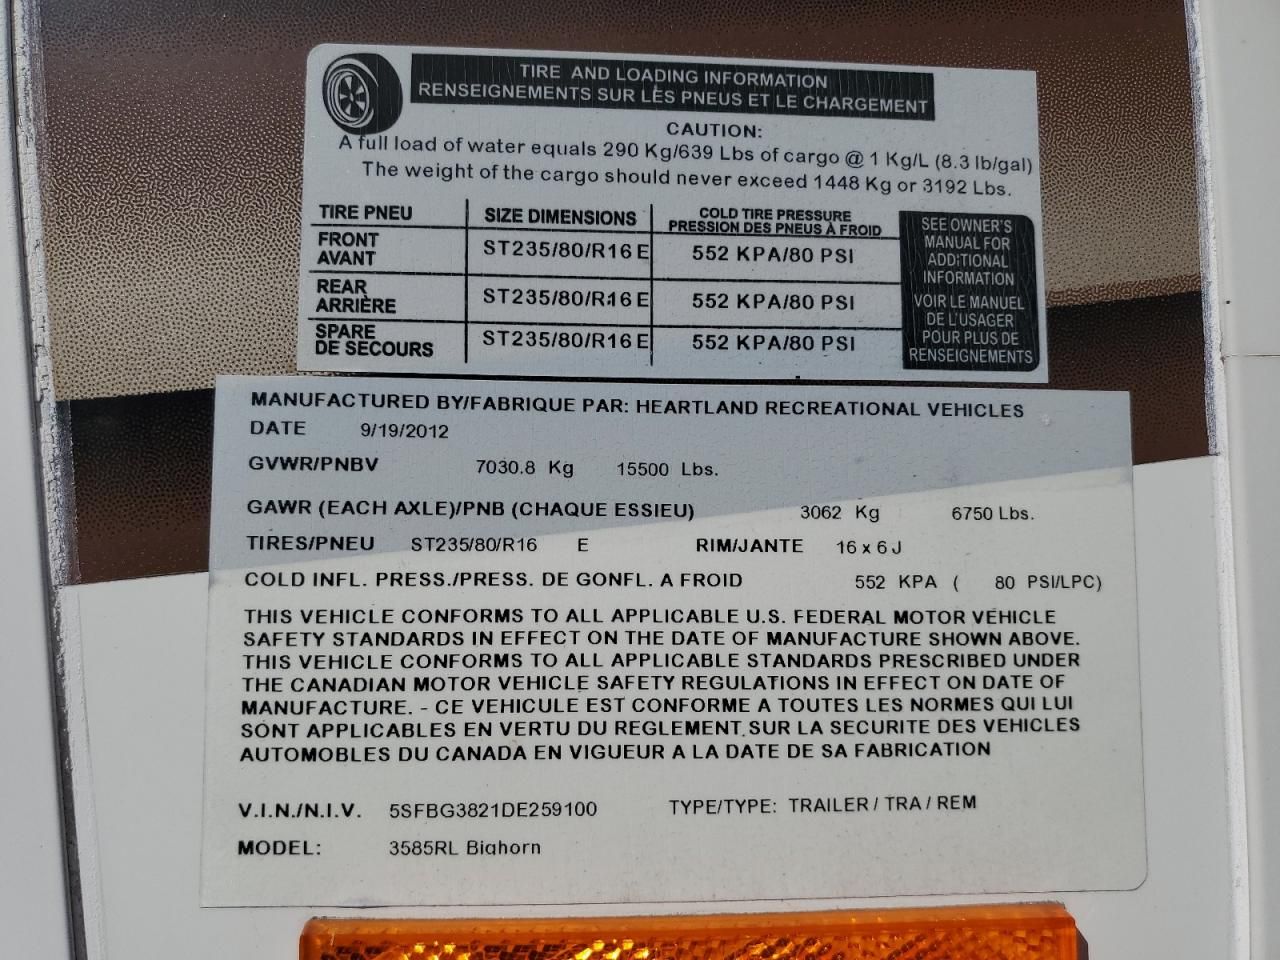 TIRE AND LOADING INFORMATION
RENSEIGNEMENTS SUR LES PNEUS ET LE CHARGEMENT
CAUTION:
A full load of water equals 290 Kg/639 Lbs of cargo @ 1 Kg/L (8.3 lb/gal)
The weight of the cargo should never exceed 1448 Kg or 3192 Lbs.
TIRE PNEU SIZE DIMENSIONS COLD TIRE PRESSURE
PRESSION DES PNEUS À FROID
FRONT
AVANT ST235/80/R16 E 552 KPA/80 PSI
REAR
ARRIÈRE ST235/80/R16 E 552 KPA/80 PSI
SPARE
DE SECOURS ST235/80/R16 E 552 KPA/80 PSI
SEE OWNER'S
MANUAL FOR
ADDITIONAL
INFORMATION
VOIR LE MANUEL
DE L'USAGER
POUR PLUS DE
RENSEIGNEMENTS
MANUFACTURED BY/FABRIQUE PAR: HEARTLAND RECREATIONAL VEHICLES
DATE 9/19/2012
GVWR/PNBV 7030.8 Kg 15500 Lbs.
GAWR (EACH AXLE)/PNB (CHAQUE ESSIEU) 3062 Kg 6750 Lbs.
TIRES/PNEU ST235/80/R16 E RIM/JANTE 16 x 6 J
COLD INFL. PRESS./PRESS. DE GONFL. A FROID 552 KPA ( 80 PSI/LPC)
THIS VEHICLE CONFORMS TO ALL APPLICABLE U.S. FEDERAL MOTOR VEHICLE
SAFETY STANDARDS IN EFFECT ON THE DATE OF MANUFACTURE SHOWN ABOVE.
THIS VEHICLE CONFORMS TO ALL APPLICABLE STANDARDS PRESCRIBED UNDER
THE CANADIAN MOTOR VEHICLE SAFETY REGULATIONS IN EFFECT ON DATE OF
MANUFACTURE. - CE VEHICULE EST CONFORME A TOUTES LES NORMES QUI LUI
SONT APPLICABLES EN VERTU DU REGLEMENT SUR LA SECURITE DES VEHICLES
AUTOMOBILES DU CANADA EN VIGUEUR A LA DATE DE SA FABRICATION
V.I.N./N.I.V. 5SFBG3821DE259100 TYPE/TYPE: TRAILER / TRA / REM
MODEL: 3585RL Bighorn